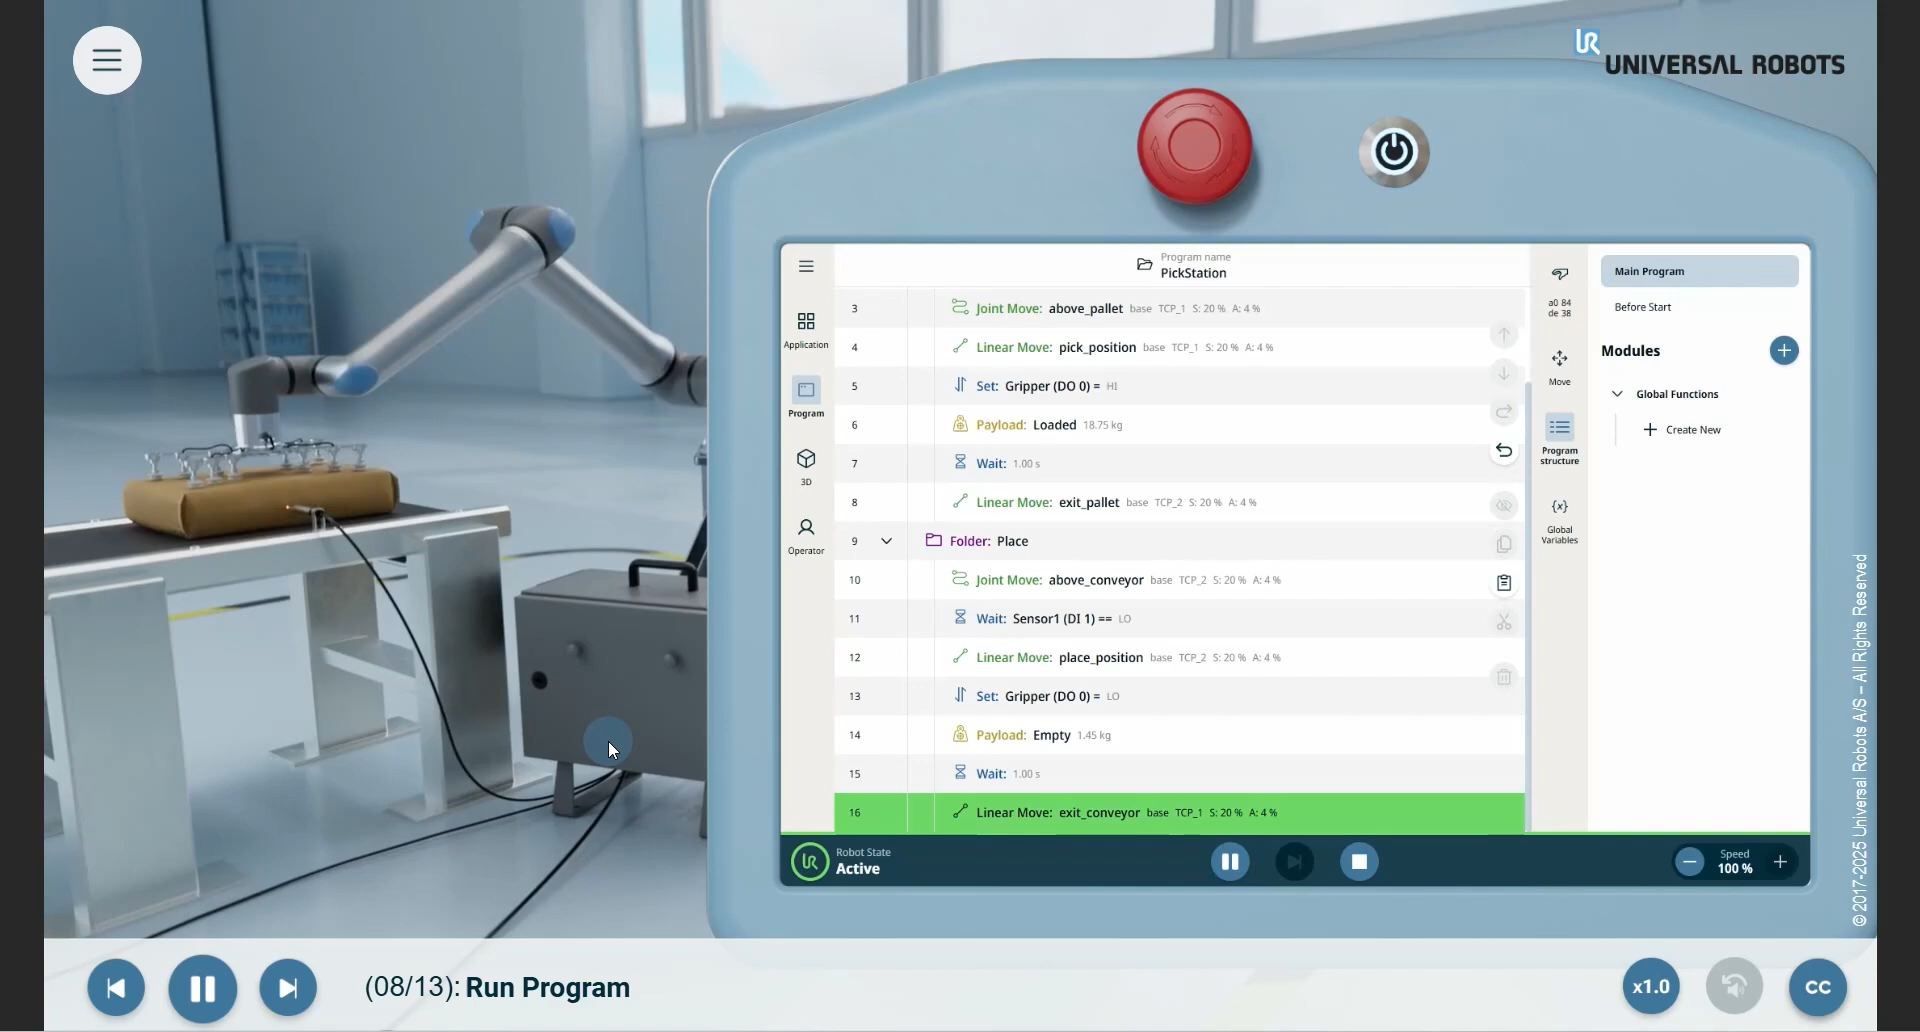 UR
UNIVERSAL ROBOTS
Program name
PickStation
Application
Program
3D
Operator
3 Joint Move: above_pallet base TCP_1 S: 20 % A: 4 %
4 Linear Move: pick_position base TCP_1 S: 20 % A: 4 %
5 Set: Gripper (DO 0) = HI
6 Payload: Loaded 18.75 kg
7 Wait: 1.00 s
8 Linear Move: exit_pallet base TCP_2 S: 20 % A: 4 %
9 Folder: Place
10 Joint Move: above_conveyor base TCP_2 S: 20 % A: 4 %
11 Wait: Sensor1 (DI 1) == LO
12 Linear Move: place_position base TCP_2 S: 20 % A: 4 %
13 Set: Gripper (DO 0) = LO
14 Payload: Empty 1.45 kg
15 Wait: 1.00 s
16 Linear Move: exit_conveyor base TCP_1 S: 20 % A: 4 %
a0 84
de 38
Move
Program
structure
{x}
Global
Variables
Main Program
Before Start
Modules
Global Functions
Create New
UR
Robot State
Active
Speed
100 %
© 2017-2025 Universal Robots A/S – All Rights Reserved
(08/13): Run Program
x1.0
CC